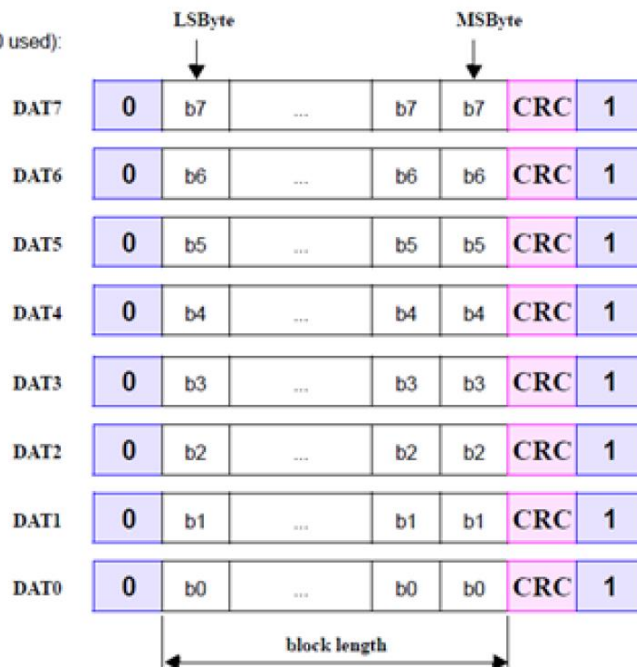 LSByte MSByte
0 used):
DAT7 0 b7 ... b7 b7 CRC 1
DAT6 0 b6 ... b6 b6 CRC 1
DAT5 0 b5 ... b5 b5 CRC 1
DAT4 0 b4 ... b4 b4 CRC 1
DAT3 0 b3 ... b3 b3 CRC 1
DAT2 0 b2 ... b2 b2 CRC 1
DAT1 0 b1 ... b1 b1 CRC 1
DAT0 0 b0 ... b0 b0 CRC 1
block length